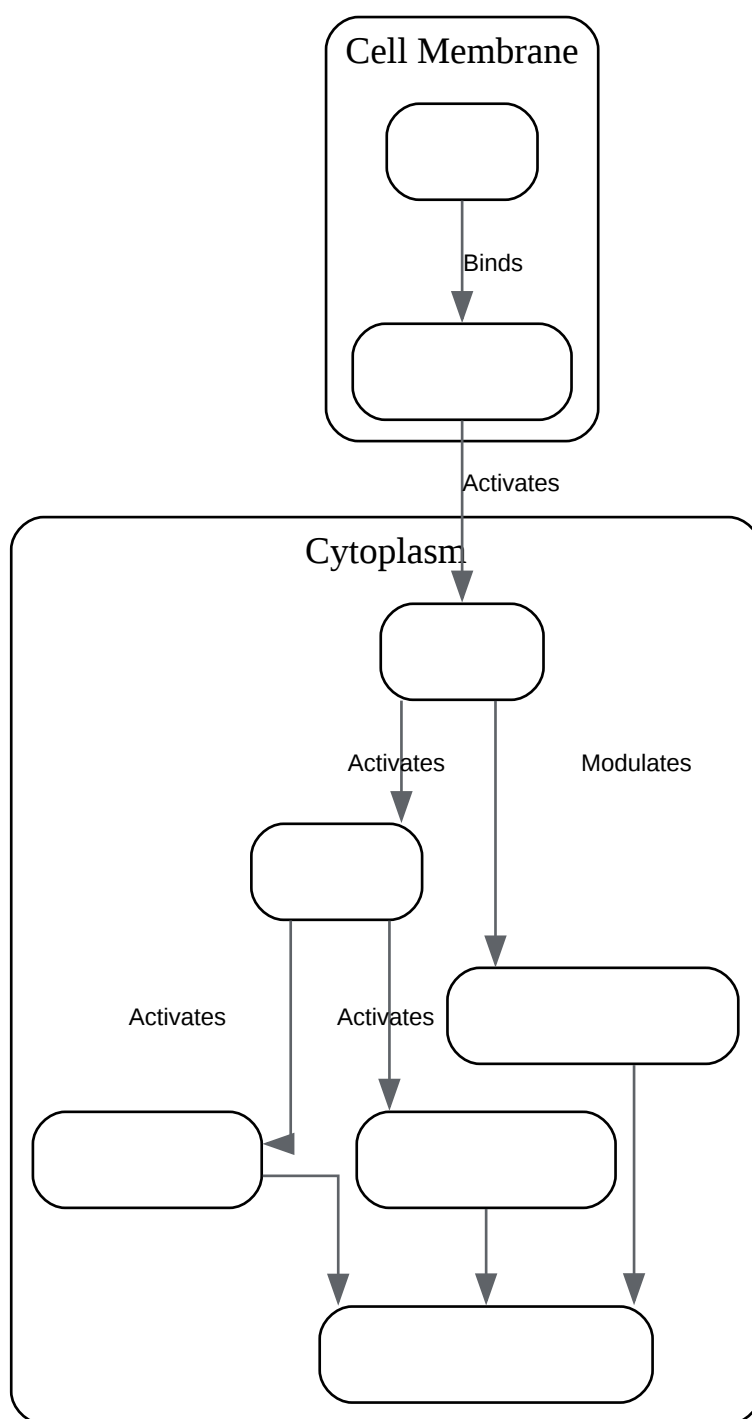 Cell Membrane
Binds
Activates
Cytoplasm
Activates
Modulates
Activates
Activates